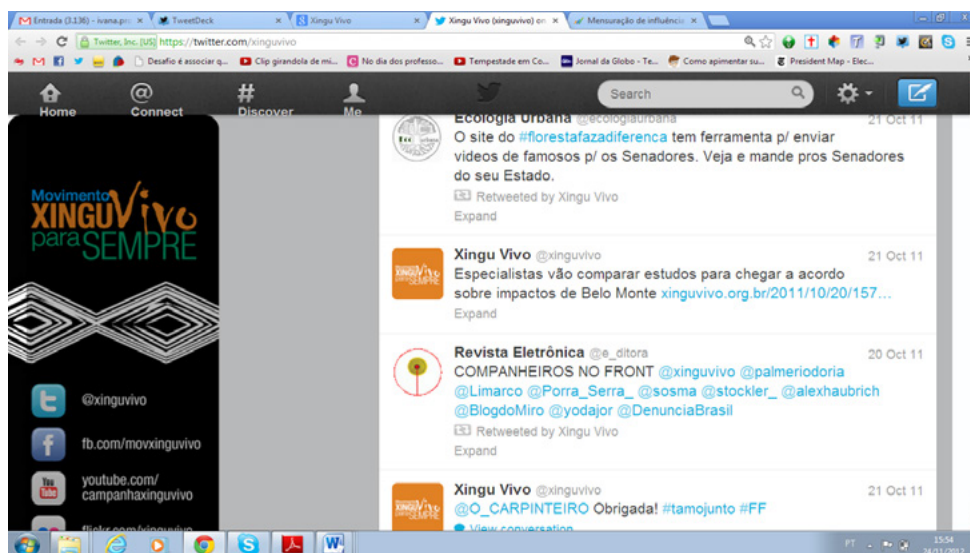 Entrada (3.136) - ivana.pro
TweetDeck
Xingu Vivo
Xingu Vivo (xinguvivo) on
Mensuração de influência
Twitter, Inc. [US] https://twitter.com/xinguvivo
Desafio é associar q...
Clip girandola de mi...
No dia dos professo...
Tempestade em Co...
Jornal da Globo - Te...
Como apimentar su...
President Map - Elec...
Home
Connect
Discover
Me
Search
Ecologia Urbana @ecologiaurbana 21 Oct 11
O site do #florestafazadiferenca tem ferramenta p/ enviar
videos de famosos p/ os Senadores. Veja e mande pros Senadores
do seu Estado.
Retweeted by Xingu Vivo
Expand
Movimento
XINGU Vivo
para SEMPRE
Xingu Vivo @xinguvivo 21 Oct 11
Especialistas vão comparar estudos para chegar a acordo
sobre impactos de Belo Monte xinguvivo.org.br/2011/10/20/157...
Expand
Revista Eletrônica @e_ditora 20 Oct 11
COMPANHEIROS NO FRONT @xinguvivo @palmeriodoria
@Limarco @Porra_Serra_ @sosma @stockler_ @alexhaubrich
@BlogdoMiro @yodajor @DenunciaBrasil
Retweeted by Xingu Vivo
Expand
@xinguvivo
fb.com/movxinguvivo
You Tube
youtube.com/
campanhaxinguvivo
flickr.com/xinguvivo
Xingu Vivo @xinguvivo 21 Oct 11
@O_CARPINTEIRO Obrigada! #tamojunto #FF
View conversation
PT
15:54